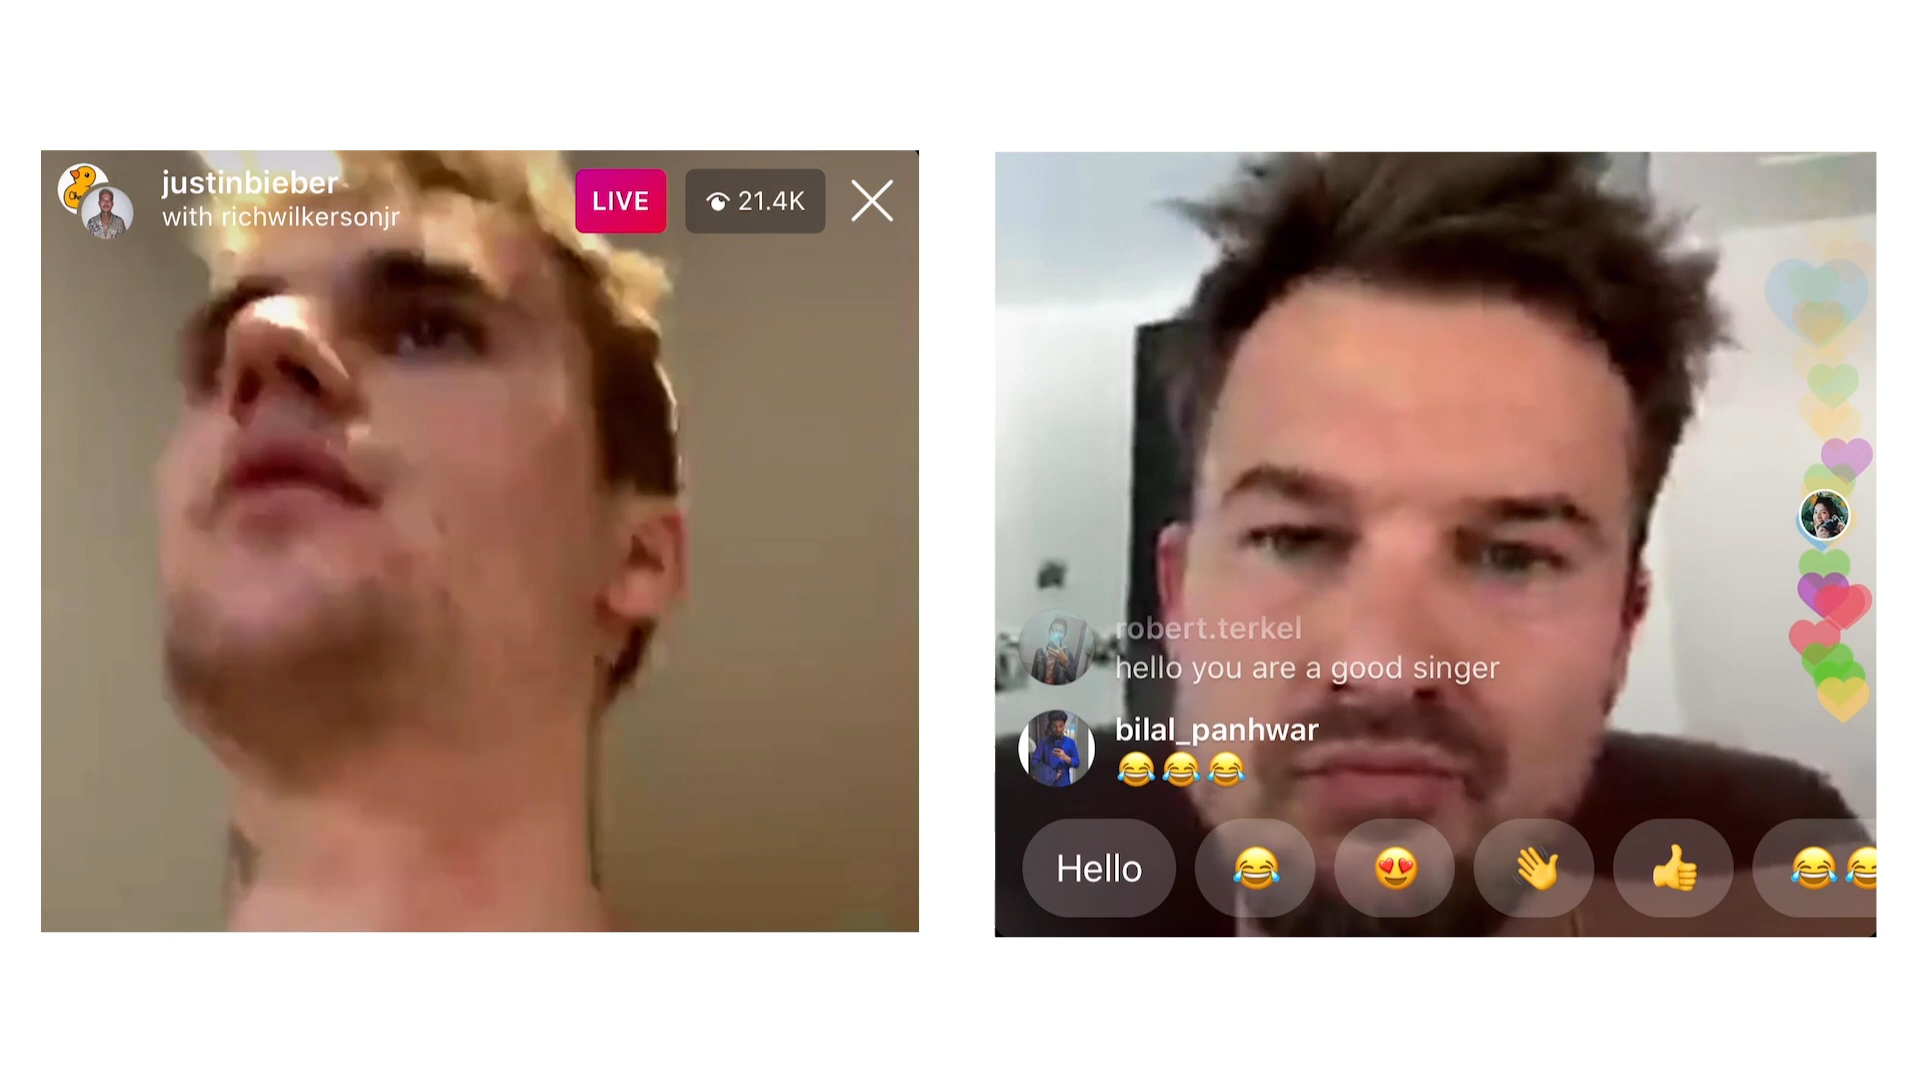 justinbieber
with richwilkersonjr
LIVE
21.4K
robert.terkel
hello you are a good singer
bilal_panhwar
😂😂😂
Hello